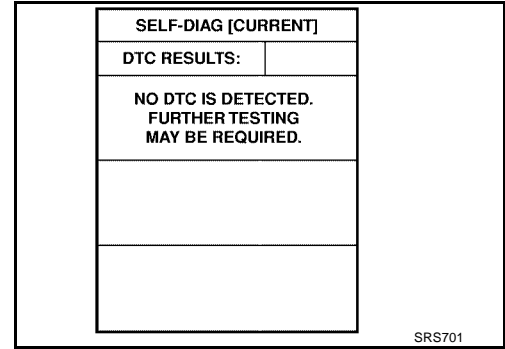 SELF-DIAG [CURRENT]
DTC RESULTS:
NO DTC IS DETECTED.
FURTHER TESTING
MAY BE REQUIRED.
SRS701